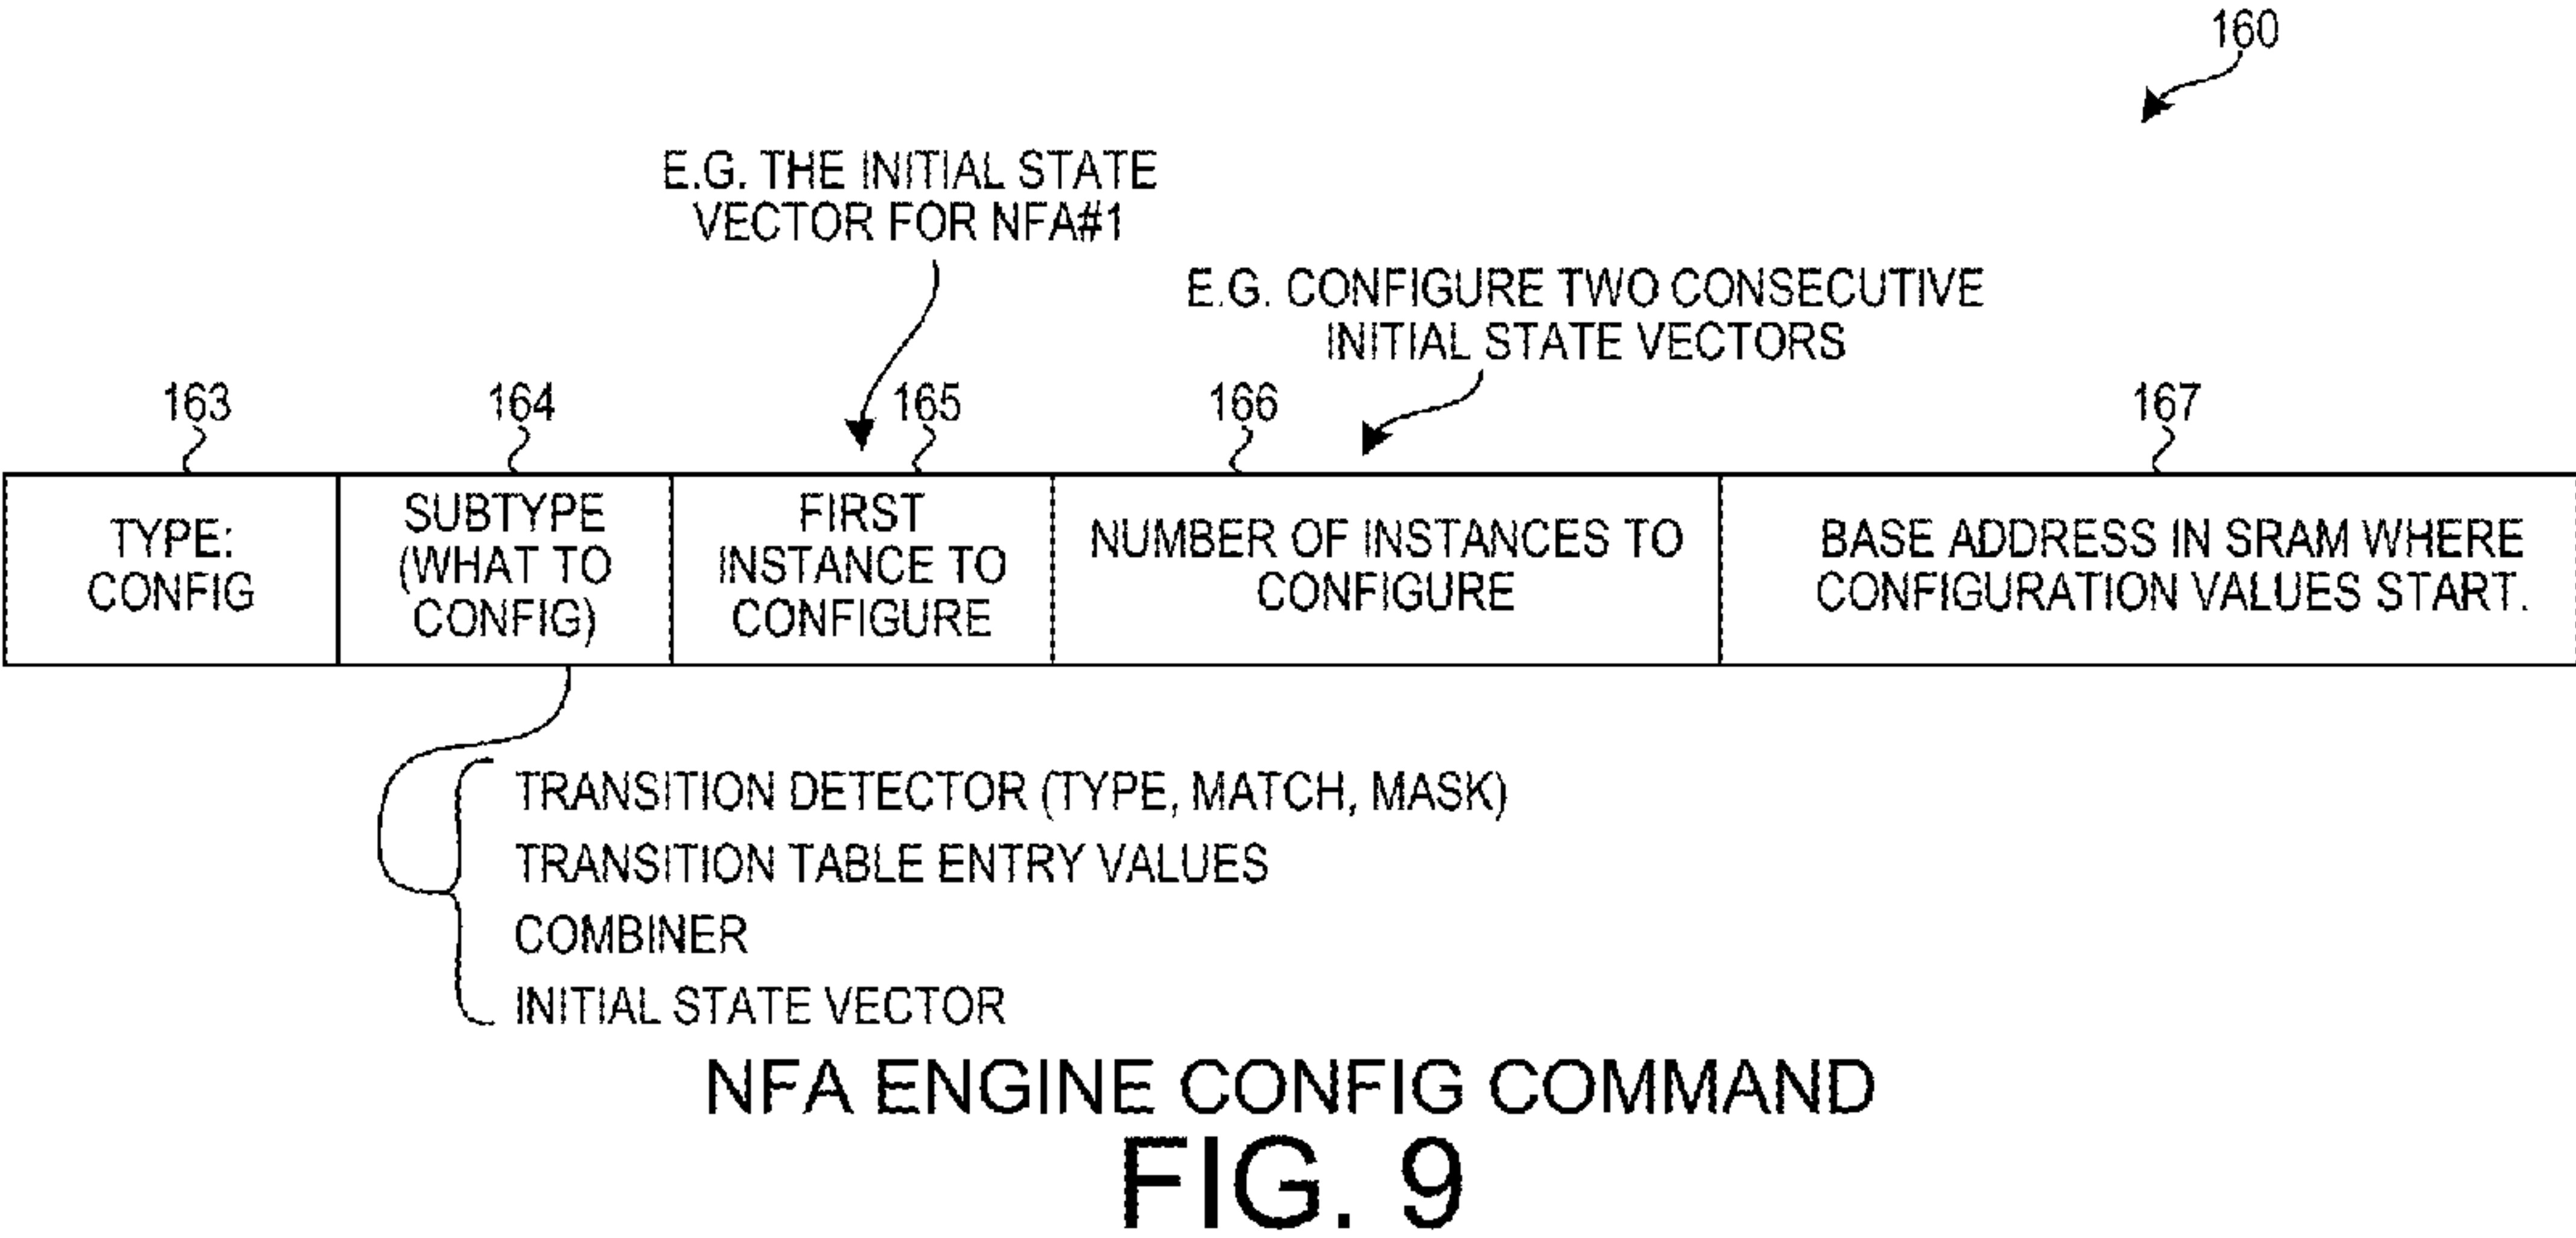 160
E.G. THE INITIAL STATE
VECTOR FOR NFA#1
E.G. CONFIGURE TWO CONSECUTIVE
INITIAL STATE VECTORS
163
164
165
166
167
TYPE:
CONFIG
SUBTYPE
(WHAT TO
CONFIG)
FIRST
INSTANCE TO
CONFIGURE
NUMBER OF INSTANCES TO
CONFIGURE
BASE ADDRESS IN SRAM WHERE
CONFIGURATION VALUES START.
TRANSITION DETECTOR (TYPE, MATCH, MASK)
TRANSITION TABLE ENTRY VALUES
COMBINER
INITIAL STATE VECTOR
NFA ENGINE CONFIG COMMAND
FIG. 9